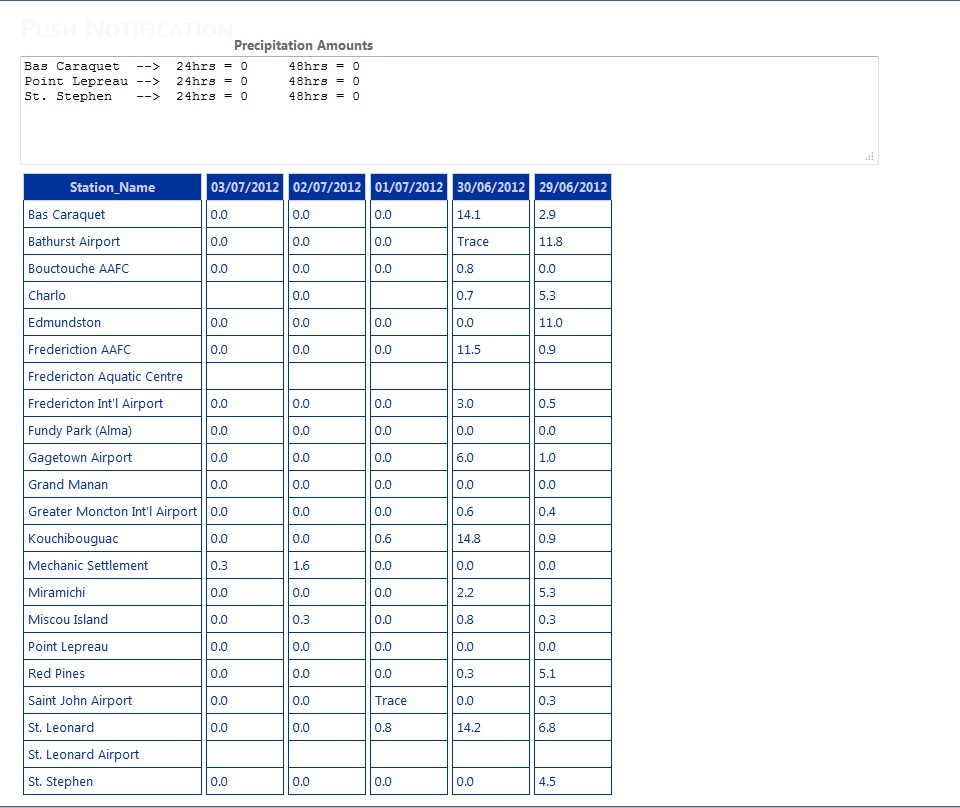 PUSH NOTIFICATION
Precipitation Amounts
Bas Caraquet --> 24hrs = 0 48hrs = 0
Point Lepreau --> 24hrs = 0 48hrs = 0
St. Stephen --> 24hrs = 0 48hrs = 0
Station_Name 03/07/2012 02/07/2012 01/07/2012 30/06/2012 29/06/2012
Bas Caraquet 0.0 0.0 0.0 14.1 2.9
Bathurst Airport 0.0 0.0 0.0 Trace 11.8
Bouctouche AAFC 0.0 0.0 0.0 0.8 0.0
Charlo 0.0 0.7 5.3
Edmundston 0.0 0.0 0.0 0.0 11.0
Frederiction AAFC 0.0 0.0 0.0 11.5 0.9
Fredericton Aquatic Centre
Fredericton Int'l Airport 0.0 0.0 0.0 3.0 0.5
Fundy Park (Alma) 0.0 0.0 0.0 0.0 0.0
Gagetown Airport 0.0 0.0 0.0 6.0 1.0
Grand Manan 0.0 0.0 0.0 0.0 0.0
Greater Moncton Int'l Airport 0.0 0.0 0.0 0.6 0.4
Kouchibouguac 0.0 0.0 0.6 14.8 0.9
Mechanic Settlement 0.3 1.6 0.0 0.0 0.0
Miramichi 0.0 0.0 0.0 2.2 5.3
Miscou Island 0.0 0.3 0.0 0.8 0.3
Point Lepreau 0.0 0.0 0.0 0.0 0.0
Red Pines 0.0 0.0 0.0 0.3 5.1
Saint John Airport 0.0 0.0 Trace 0.0 0.3
St. Leonard 0.0 0.0 0.8 14.2 6.8
St. Leonard Airport
St. Stephen 0.0 0.0 0.0 0.0 4.5